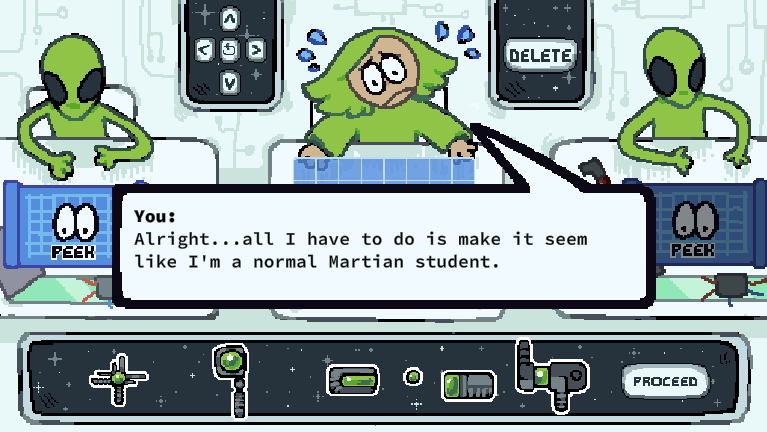 DELETE
You:
Alright...all I have to do is make it seem
like I'm a normal Martian student.
PEEK
PEEK
PROCEED